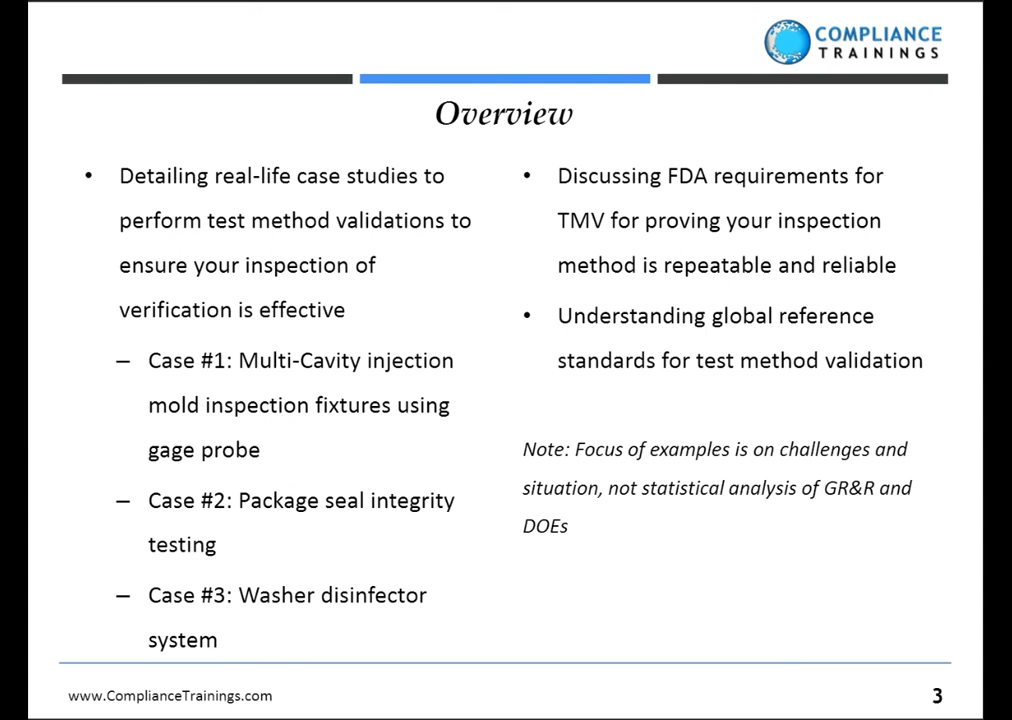 COMPLIANCE
TRAININGS
Overview
• Detailing real-life case studies to
perform test method validations to
ensure your inspection of
verification is effective
– Case #1: Multi-Cavity injection
mold inspection fixtures using
gage probe
– Case #2: Package seal integrity
testing
– Case #3: Washer disinfector
system
• Discussing FDA requirements for
TMV for proving your inspection
method is repeatable and reliable
• Understanding global reference
standards for test method validation
Note: Focus of examples is on challenges and
situation, not statistical analysis of GR&R and
DOEs
www.ComplianceTrainings.com
3